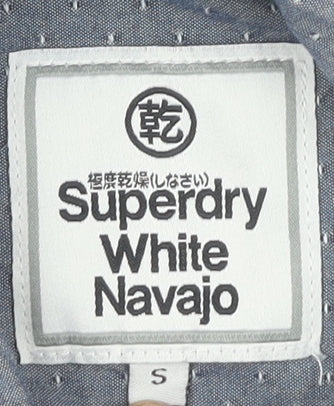 乾
極度乾燥(しなさい)
Superdry
White
Navajo
S